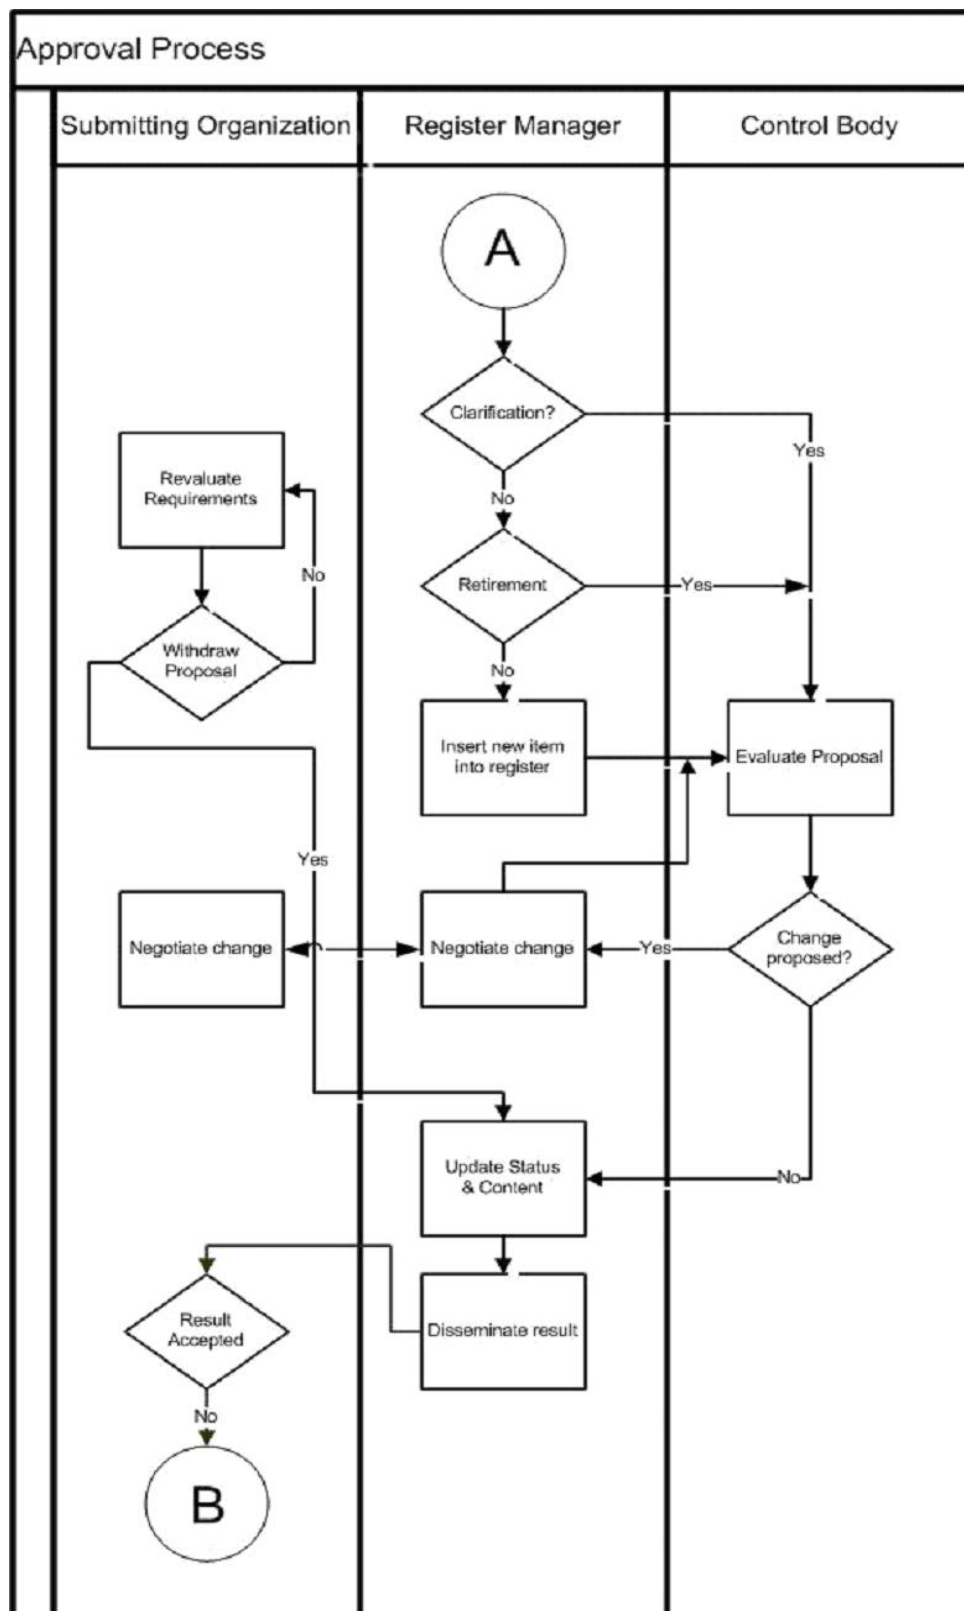 Approval Process
Submitting Organization
Register Manager
Control Body
A
Clarification?
Yes
No
Revaluate
Requirements
No
Retirement
Yes
No
Withdraw
Proposal
Insert new item
into register
Evaluate Proposal
Yes
Negotiate change
Negotiate change
Yes
Change
proposed?
Update Status
& Content
No
Result
Accepted
Disseminate result
No
B